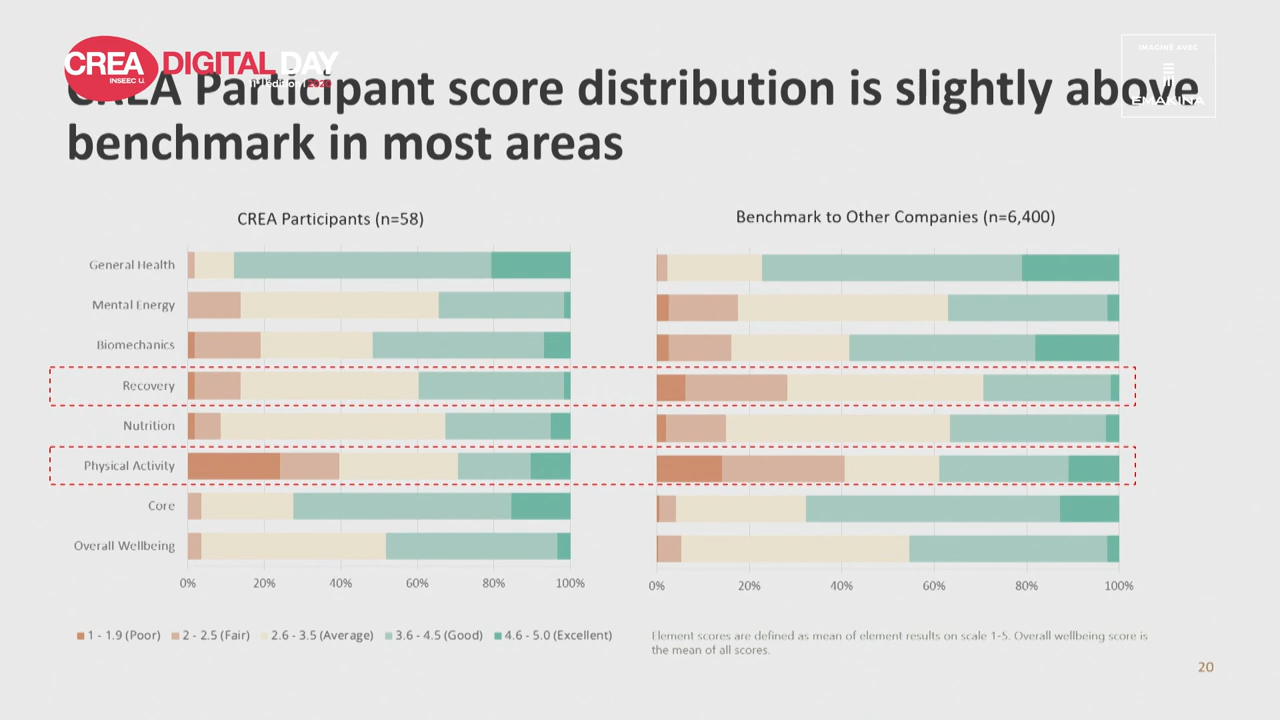 CREA DIGITAL DAY
INSEEC U.
IMAGINÉ AVEC
EMAKINA
CREA Participant score distribution is slightly above
benchmark in most areas
CREA Participants (n=58)
Benchmark to Other Companies (n=6,400)
General Health
Mental Energy
Biomechanics
Recovery
Nutrition
Physical Activity
Core
Overall Wellbeing
0% 20% 40% 60% 80% 100%
0% 20% 40% 60% 80% 100%
1 - 1.9 (Poor) 2 - 2.5 (Fair) 2.6 - 3.5 (Average) 3.6 - 4.5 (Good) 4.6 - 5.0 (Excellent)
Element scores are defined as mean of element results on scale 1-5. Overall wellbeing score is
the mean of all scores.
20